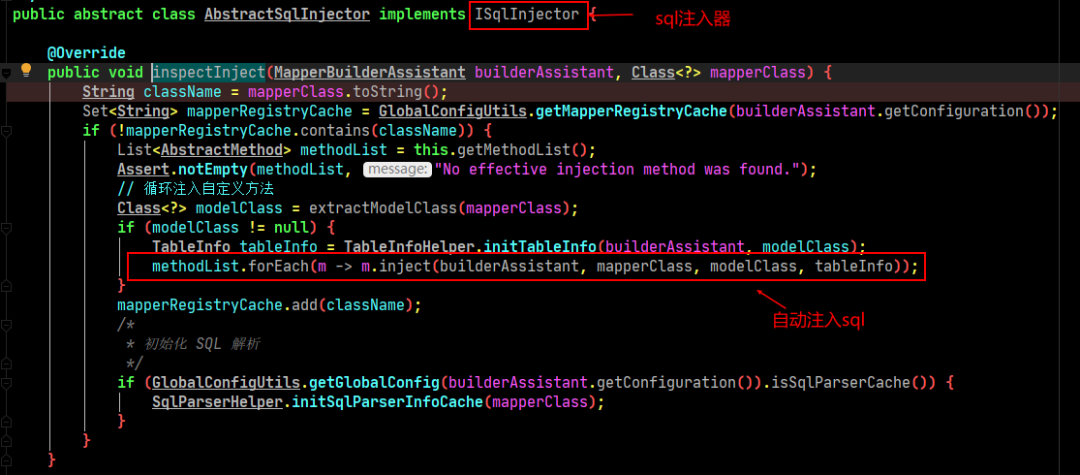 public abstract class AbstractSqlInjector implements ISqlInjector { sql注入器
@Override
public void inspectInject(MapperBuilderAssistant builderAssistant, Class<?> mapperClass) {
String className = mapperClass.toString();
Set<String> mapperRegistryCache = GlobalConfigUtils.getMapperRegistryCache(builderAssistant.getConfiguration());
if (!mapperRegistryCache.contains(className)) {
List<AbstractMethod> methodList = this.getMethodList();
Assert.notEmpty(methodList, message: "No effective injection method was found.");
// 循环注入自定义方法
Class<?> modelClass = extractModelClass(mapperClass);
if (modelClass != null) {
TableInfo tableInfo = TableInfoHelper.initTableInfo(builderAssistant, modelClass);
methodList.forEach(m -> m.inject(builderAssistant, mapperClass, modelClass, tableInfo));
}
mapperRegistryCache.add(className);
自动注入sql
/*
* 初始化 SQL 解析
*/
if (GlobalConfigUtils.getGlobalConfig(builderAssistant.getConfiguration()).isSqlParserCache()) {
SqlParserHelper.initSqlParserInfoCache(mapperClass);
}
}
}